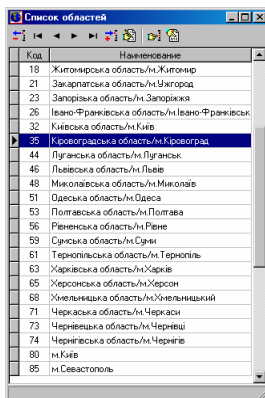 Список областей
Код Наименование
18 Житомирська область/м.Житомир
21 Закарпатська область/м.Ужгород
23 Запорізька область/м.Запоріжжя
26 Івано-Франківська область/м.Івано-Франківськ
32 Київська область/м.Київ
35 Кіровоградська область/м.Кіровоград
44 Луганська область/м.Луганськ
46 Львівська область/м.Львів
48 Миколаївська область/м.Миколаїв
51 Одеська область/м.Одеса
53 Полтавська область/м.Полтава
56 Рівненська область/м.Рівне
59 Сумська область/м.Суми
61 Тернопільська область/м.Тернопіль
63 Харківська область/м.Харків
65 Херсонська область/м.Херсон
68 Хмельницька область/м.Хмельницький
71 Черкаська область/м.Черкаси
73 Чернівецька область/м.Чернівці
74 Чернігівська область/м.Чернігів
80 м.Київ
85 м.Севастополь